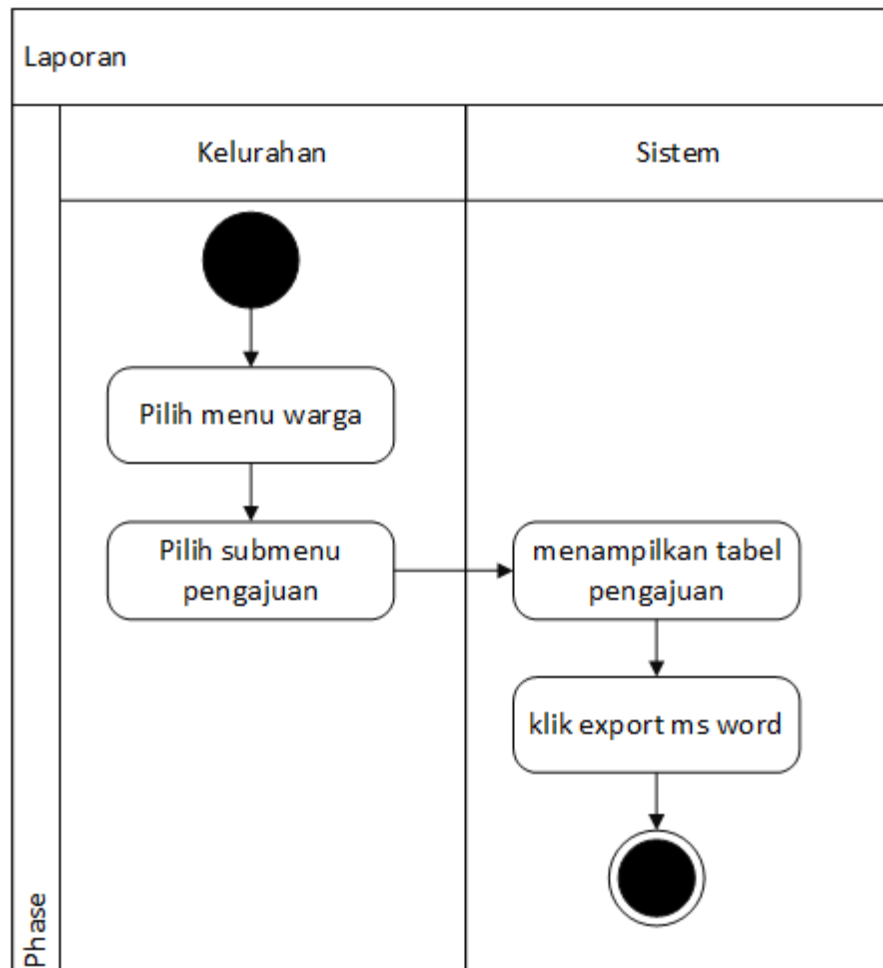 Laporan
Kelurahan
Sistem
Pilih menu warga
Pilih submenu
pengajuan
menampilkan tabel
pengajuan
klik export ms word
Phase